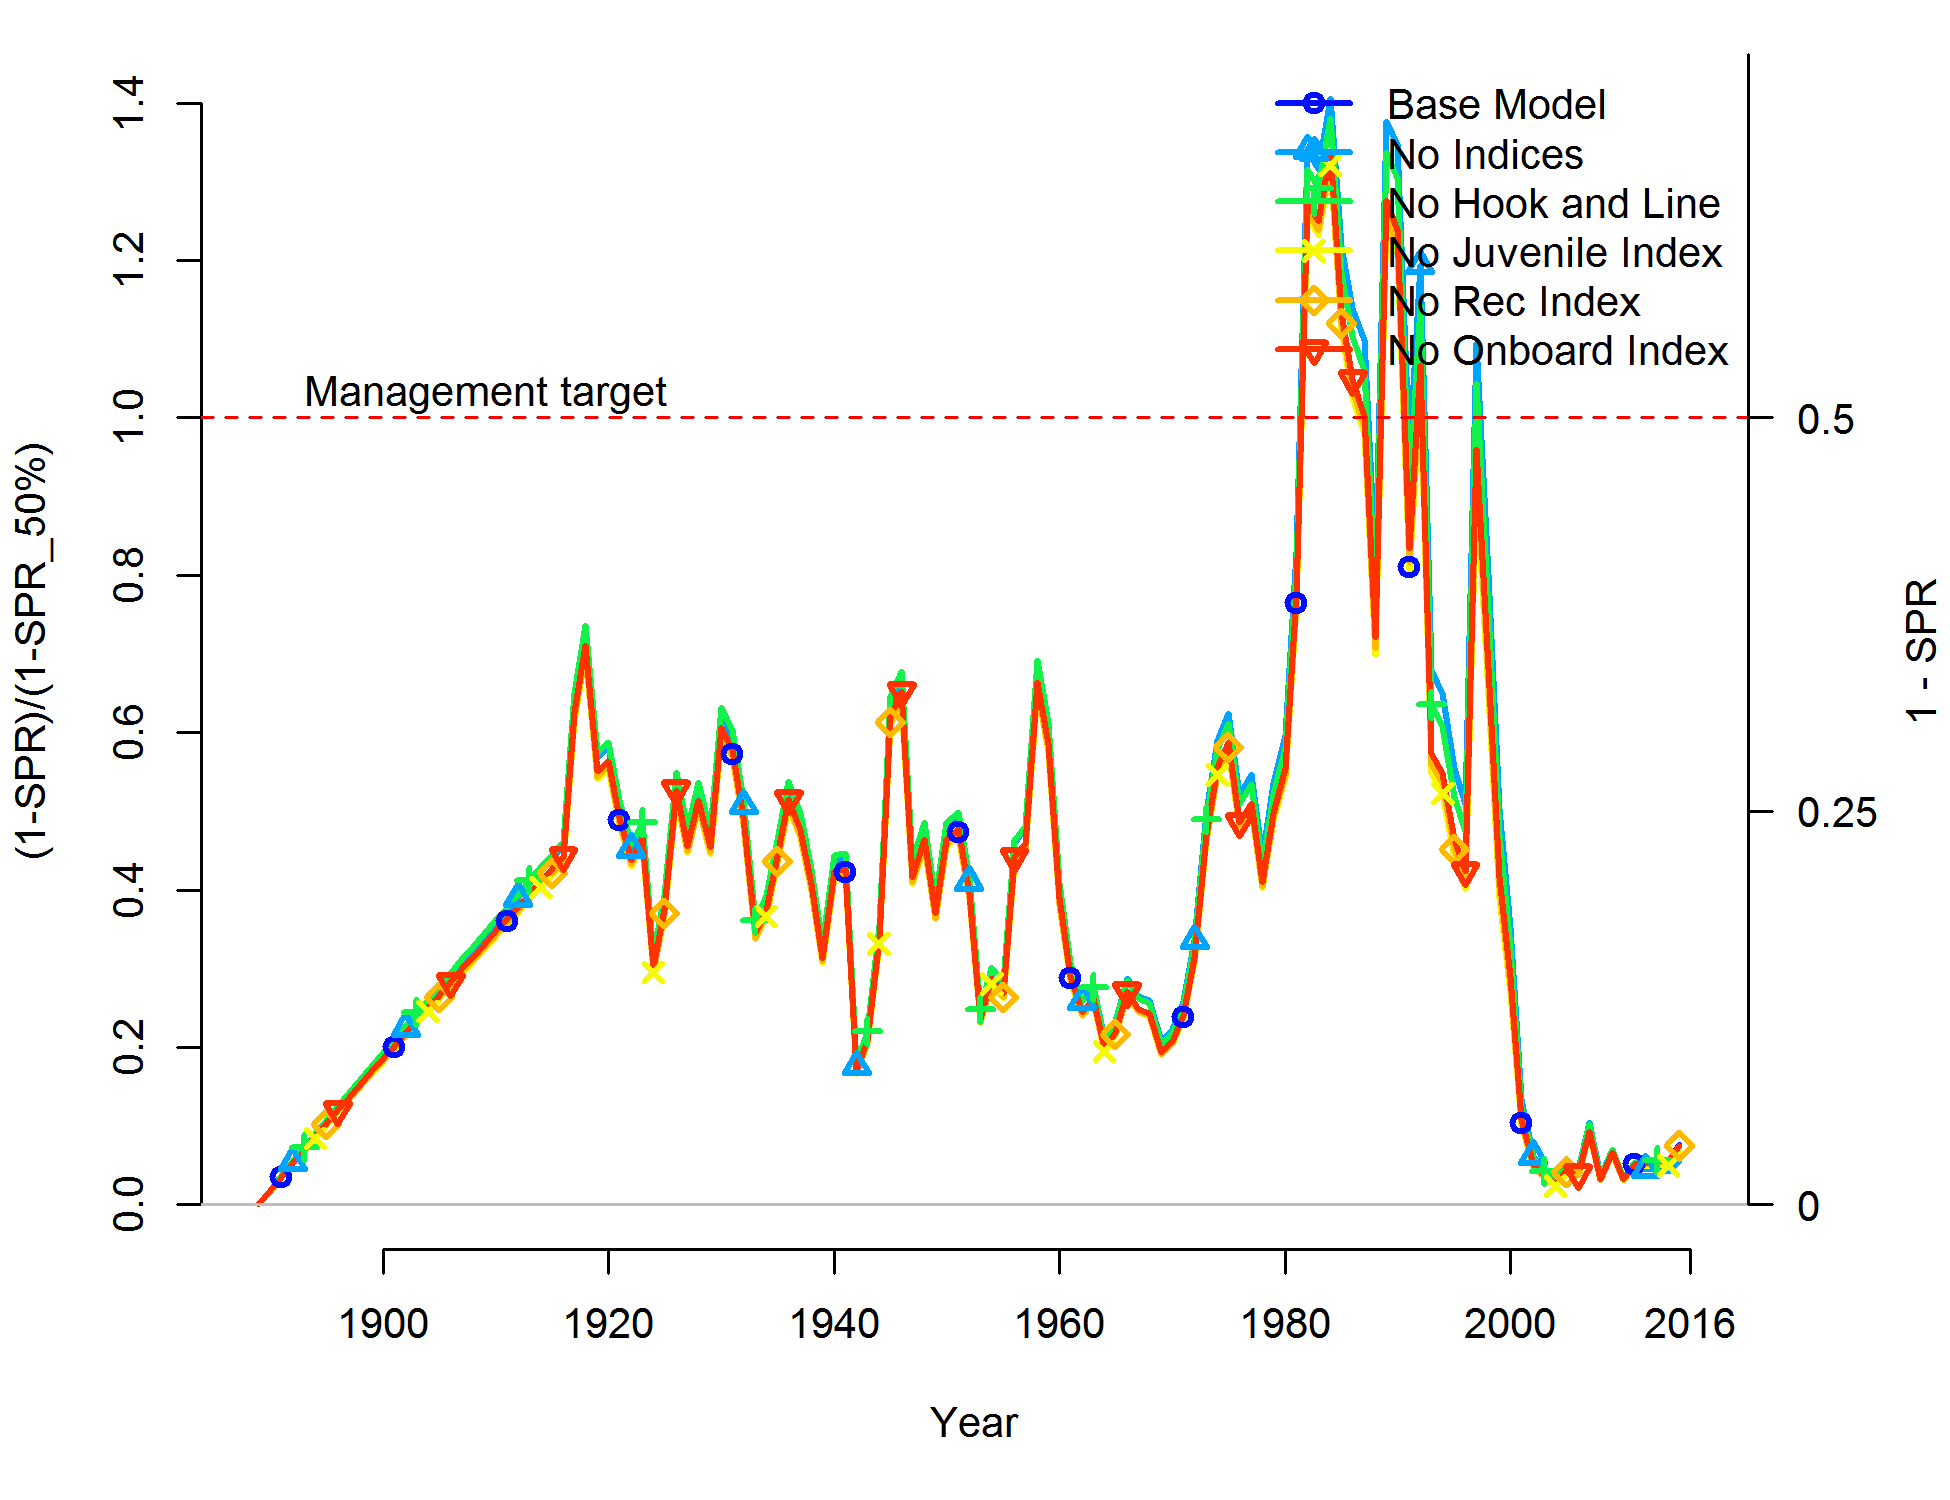 1.4
1.2
1.0
0.8
0.6
0.4
0.2
0.0
(1-SPR)/(1-SPR_50%)
Management target
Base Model
No Indices
No Hook and Line
No Juvenile Index
No Rec Index
No Onboard Index
0.5
0.25
0
1 - SPR
1900 1920 1940 1960 1980 2000 2016
Year